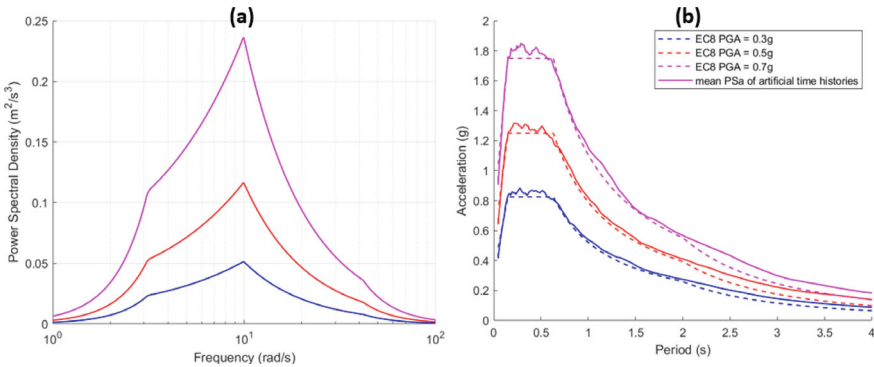 (a)
0.25
0.2
0.15
0.1
0.05
0
Power Spectral Density (m²/s³)
10⁰
10¹
10²
Frequency (rad/s)
(b)
2
1.8
1.6
1.4
1.2
1
0.8
0.6
0.4
0.2
0
Acceleration (g)
EC8 PGA = 0.3g
EC8 PGA = 0.5g
EC8 PGA = 0.7g
mean PSa of artificial time histories
0
0.5
1
1.5
2
2.5
3
3.5
4
Period (s)